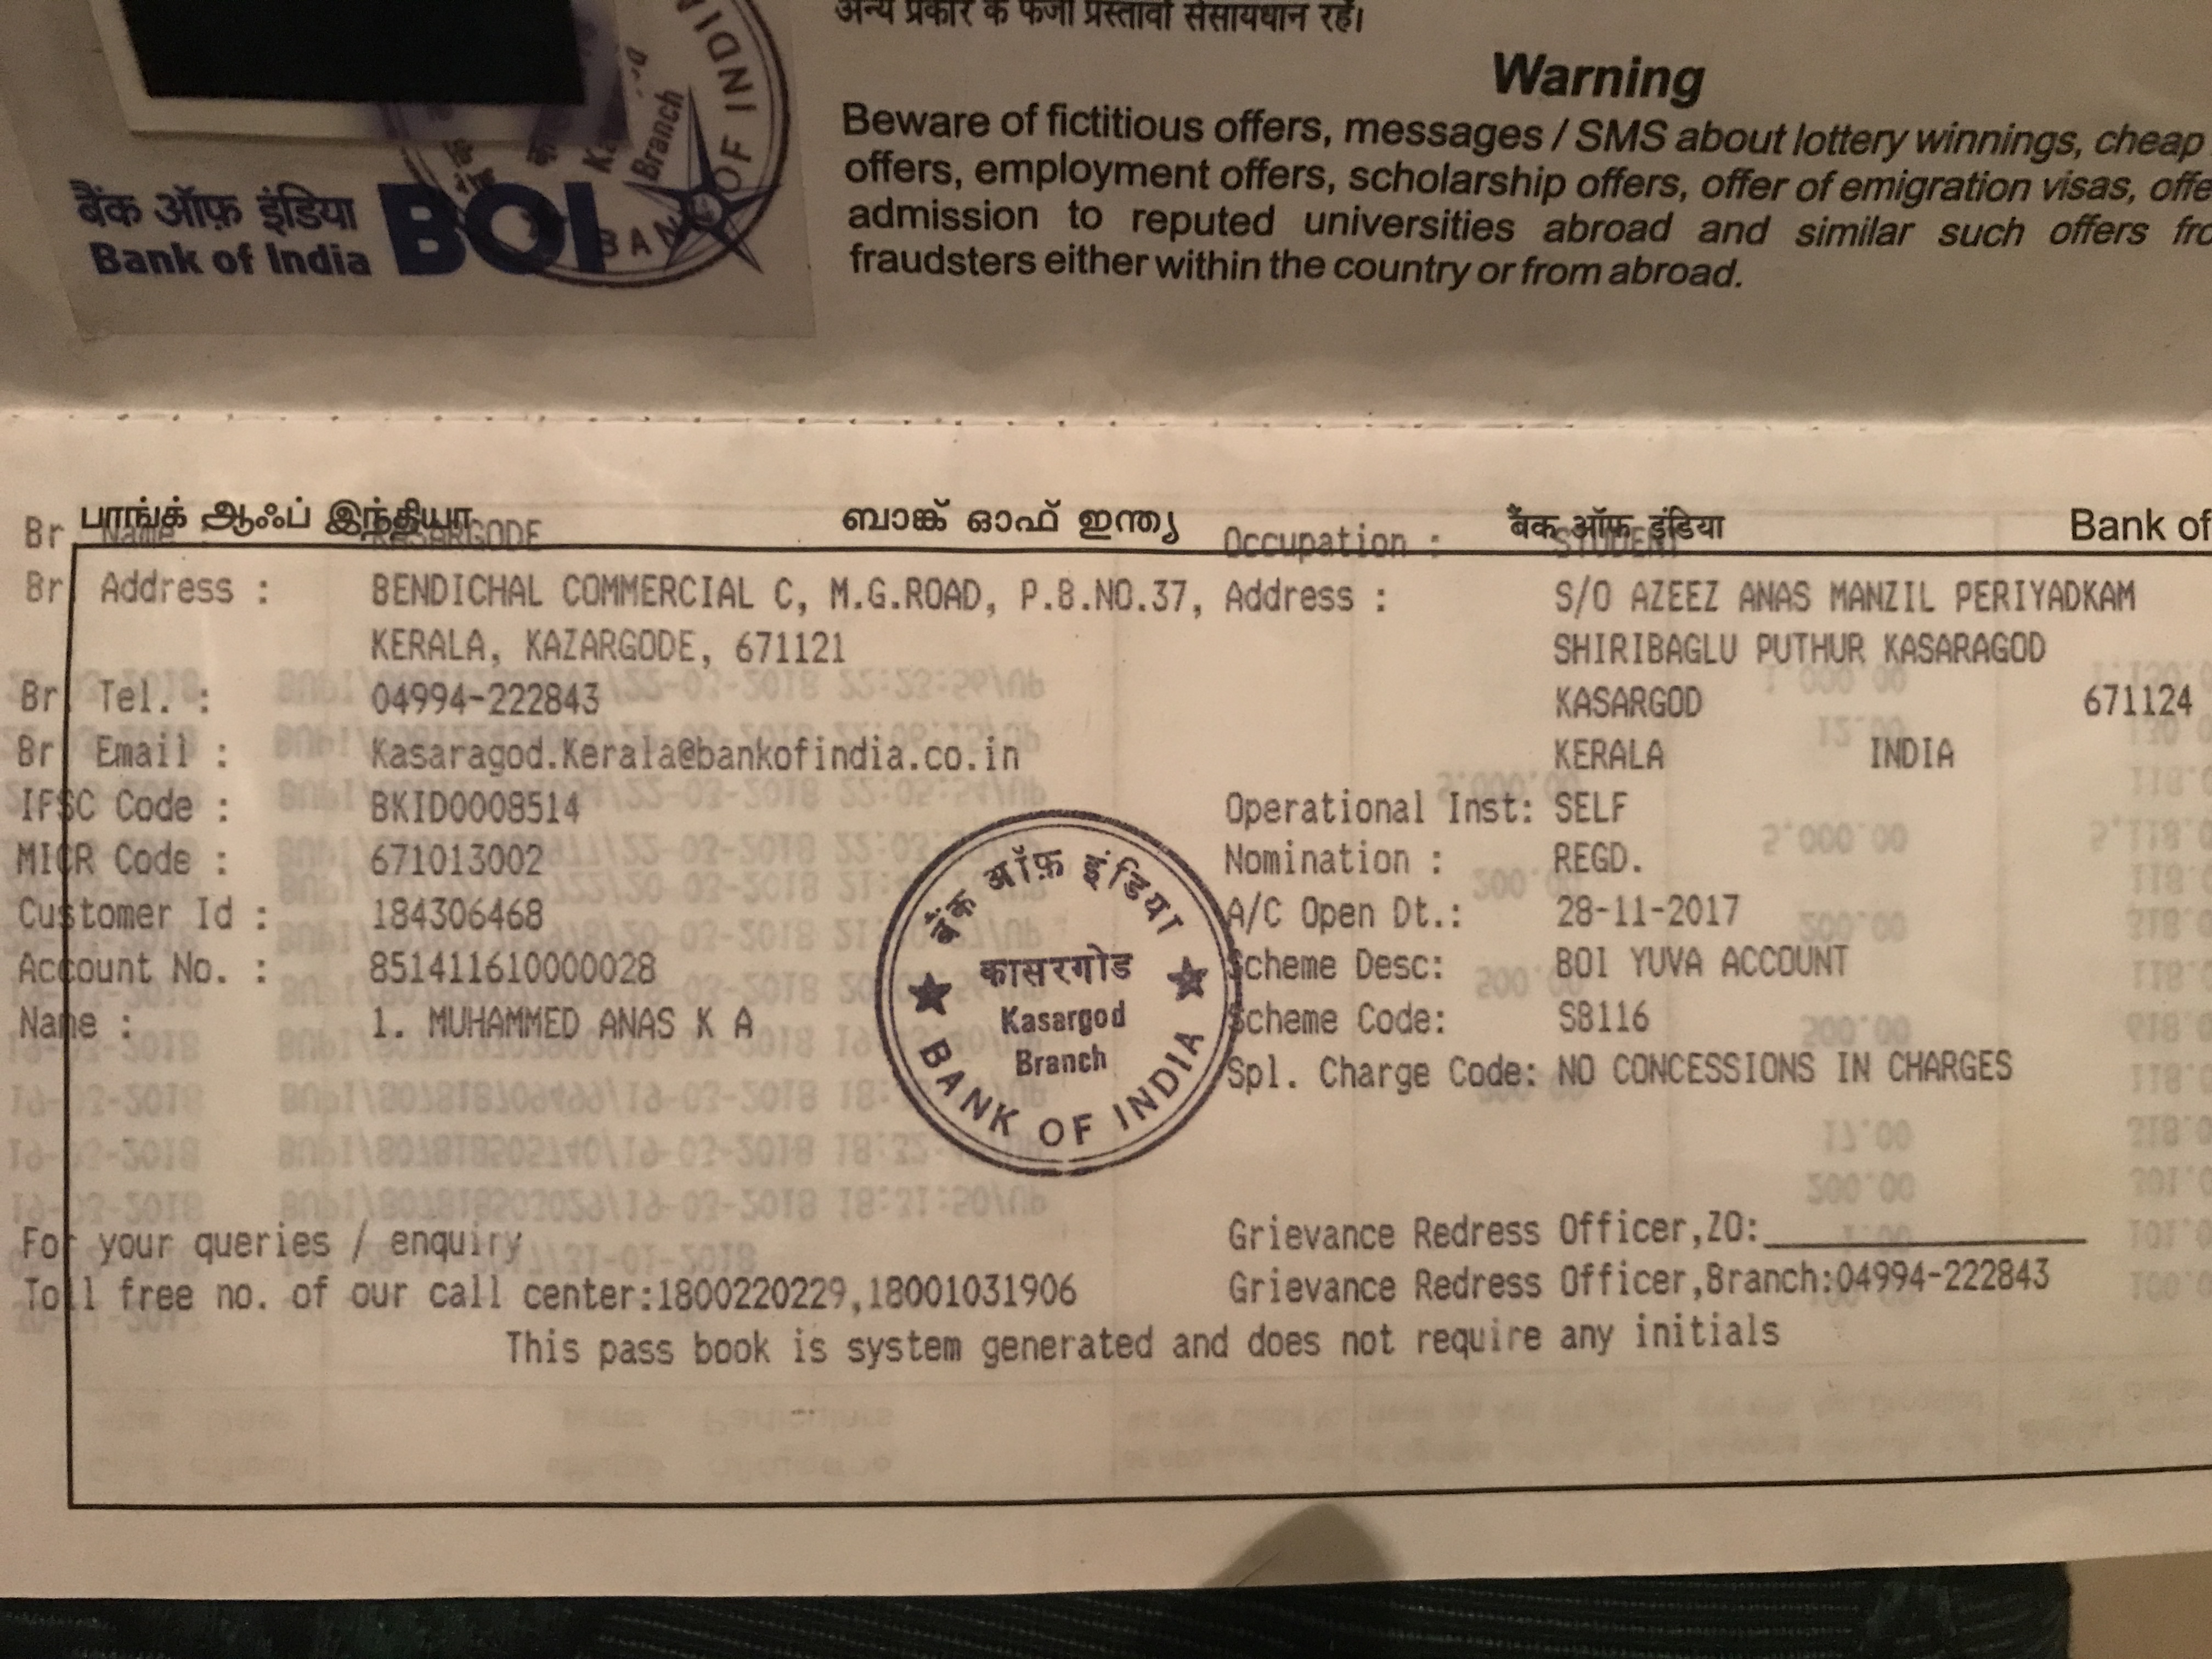 अन्य प्रकार के फर्जी प्रस्तावों से सावधान रहें।
Warning
Beware of fictitious offers, messages / SMS about lottery winnings, cheap
offers, employment offers, scholarship offers, offer of emigration visas, offe
admission to reputed universities abroad and similar such offers fro
fraudsters either within the country or from abroad.
बैंक ऑफ़ इंडिया
Bank of India
BOI
Branch
BANK OF INDIA
பாங்க் ஆஃப் இந்தியா ബാങ്ക് ഓഫ് ഇന്ത്യ बैंक ऑफ़ इंडिया Bank of
Br Name Occupation :
Br Address : BENDICHAL COMMERCIAL C, M.G.ROAD, P.B.NO.37, Address : S/O AZEEZ ANAS MANZIL PERIYADKAM
KERALA, KAZARGODE, 671121 SHIRIBAGLU PUTHUR KASARAGOD
Br Tel. : 04994-222843 KASARGOD 671124
Br Email : Kasaragod.Kerala@bankofindia.co.in KERALA INDIA
IFSC Code : BKID0008514 Operational Inst: SELF
MICR Code : 671013002 Nomination : REGD.
Customer Id : 184306468 A/C Open Dt.: 28-11-2017
Account No. : 851411610000028 Scheme Desc: BOI YUVA ACCOUNT
Name : 1. MUHAMMED ANAS K A Scheme Code: SB116
Spl. Charge Code: NO CONCESSIONS IN CHARGES
बैंक ऑफ़ इंडिया
कासरगोड
Kasargod
Branch
BANK OF INDIA
For your queries / enquiry Grievance Redress Officer,ZO:
Toll free no. of our call center:1800220229,18001031906 Grievance Redress Officer,Branch:04994-222843
This pass book is system generated and does not require any initials